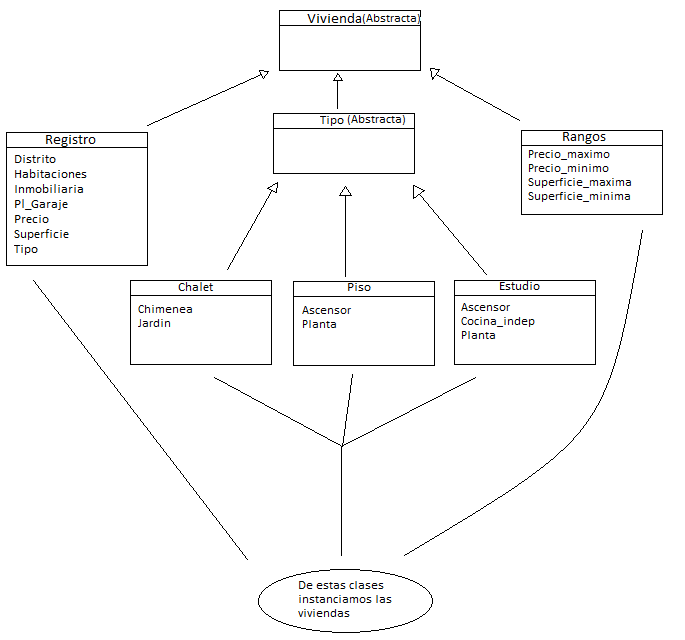 Vivienda(Abstracta)
Tipo (Abstracta)
Registro
Distrito
Habitaciones
Inmobiliaria
Pl_Garaje
Precio
Superficie
Tipo
Rangos
Precio_maximo
Precio_minimo
Superficie_maxima
Superficie_minima
Chalet
Chimenea
Jardin
Piso
Ascensor
Planta
Estudio
Ascensor
Cocina_indep
Planta
De estas clases
instanciamos las
viviendas